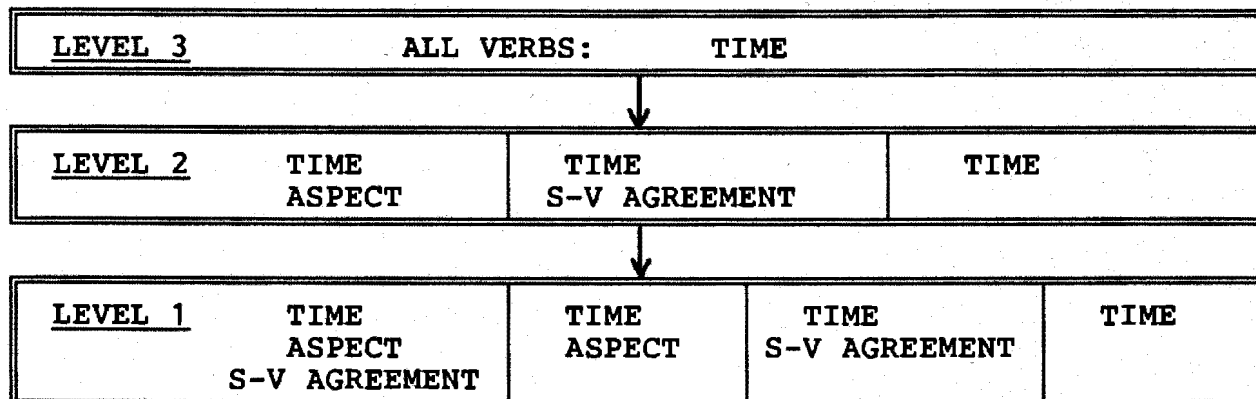 LEVEL 3 ALL VERBS: TIME
LEVEL 2 TIME TIME TIME
ASPECT S-V AGREEMENT
LEVEL 1 TIME TIME TIME TIME
ASPECT ASPECT S-V AGREEMENT
S-V AGREEMENT